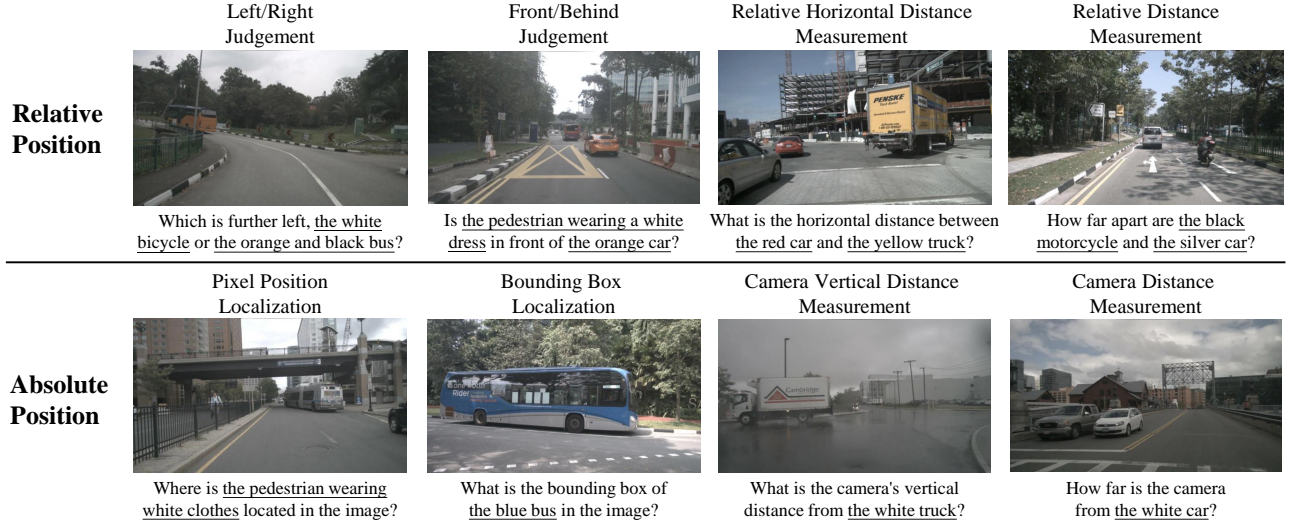 Left/Right
Judgement
Front/Behind
Judgement
Relative Horizontal Distance
Measurement
Relative Distance
Measurement
Relative
Position
PENSKE
Truck Rental
Which is further left, the white
bicycle or the orange and black bus?
Is the pedestrian wearing a white
dress in front of the orange car?
What is the horizontal distance between
the red car and the yellow truck?
How far apart are the black
motorcycle and the silver car?
Pixel Position
Localization
Bounding Box
Localization
Camera Vertical Distance
Measurement
Camera Distance
Measurement
Absolute
Position
Rider
Cambridge
Where is the pedestrian wearing
white clothes located in the image?
What is the bounding box of
the blue bus in the image?
What is the camera's vertical
distance from the white truck?
How far is the camera
from the white car?